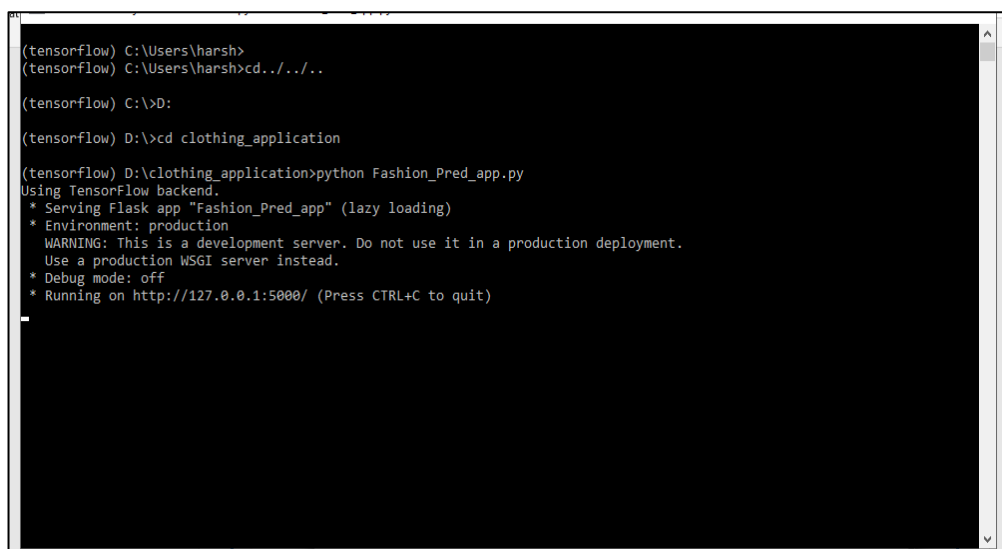 (tensorflow) C:\Users\harsh>
(tensorflow) C:\Users\harsh>cd../../..
(tensorflow) C:\>D:
(tensorflow) D:\>cd clothing_application
(tensorflow) D:\clothing_application>python Fashion_Pred_app.py
Using TensorFlow backend.
* Serving Flask app "Fashion_Pred_app" (lazy loading)
* Environment: production
WARNING: This is a development server. Do not use it in a production deployment.
Use a production WSGI server instead.
* Debug mode: off
* Running on http://127.0.0.1:5000/ (Press CTRL+C to quit)